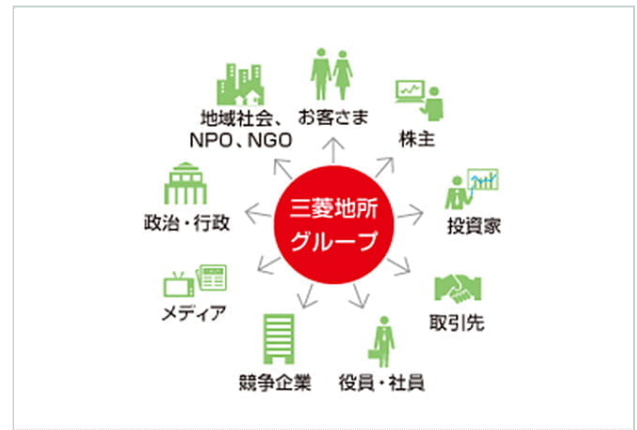 お客さま
株主
投資家
取引先
役員・社員
競争企業
メディア
政治・行政
地域社会、
NPO、NGO
三菱地所
グループ